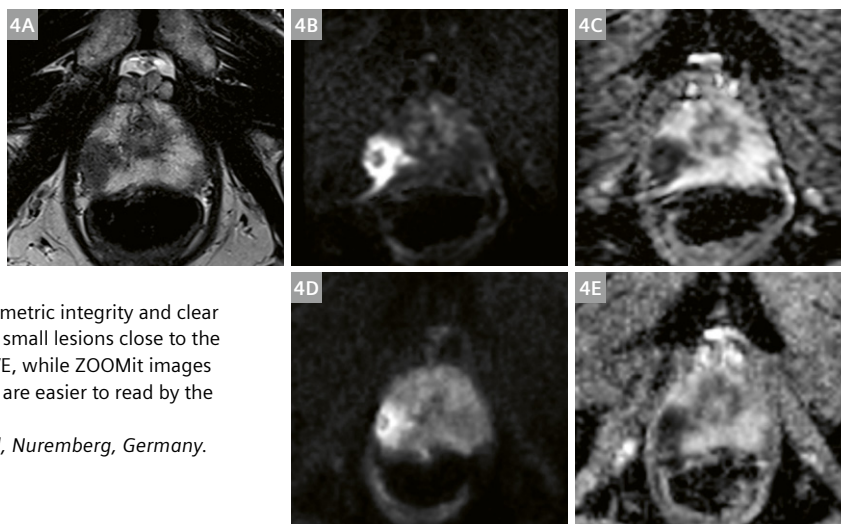 4A
4B
4C
4D
4E
metric integrity and clear
small lesions close to the
E, while ZOOMit images
are easier to read by the
, Nuremberg, Germany.